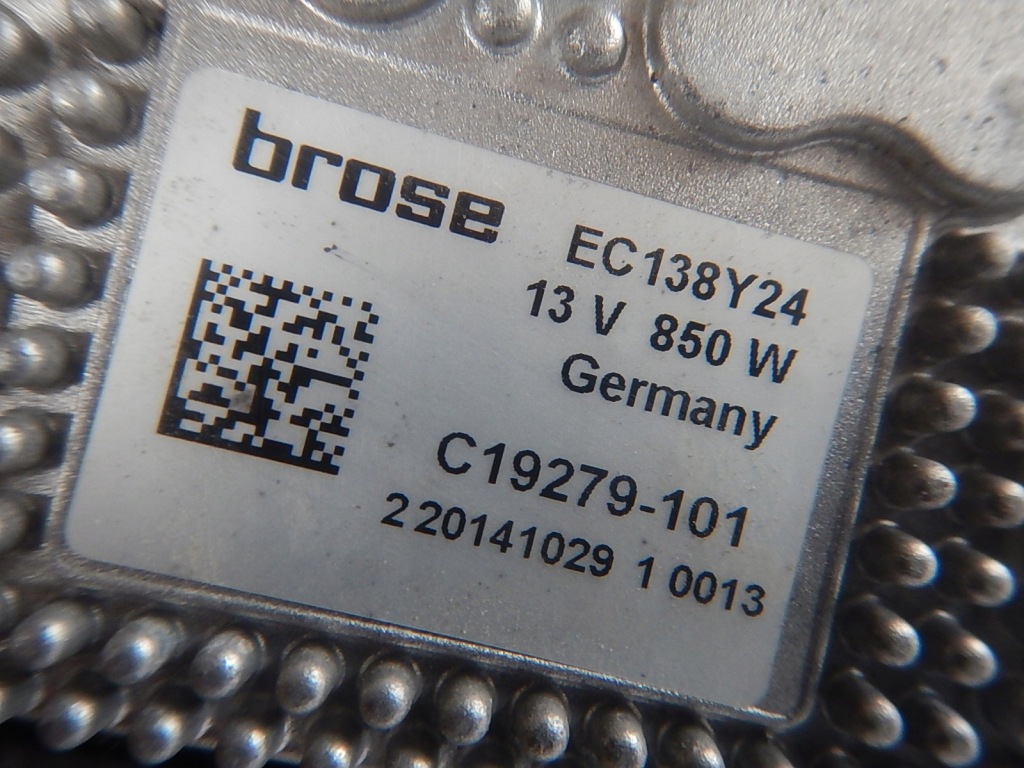 brose
EC138Y24
13 V 850 W
Germany
C19279-101
2 20141029 1 0013